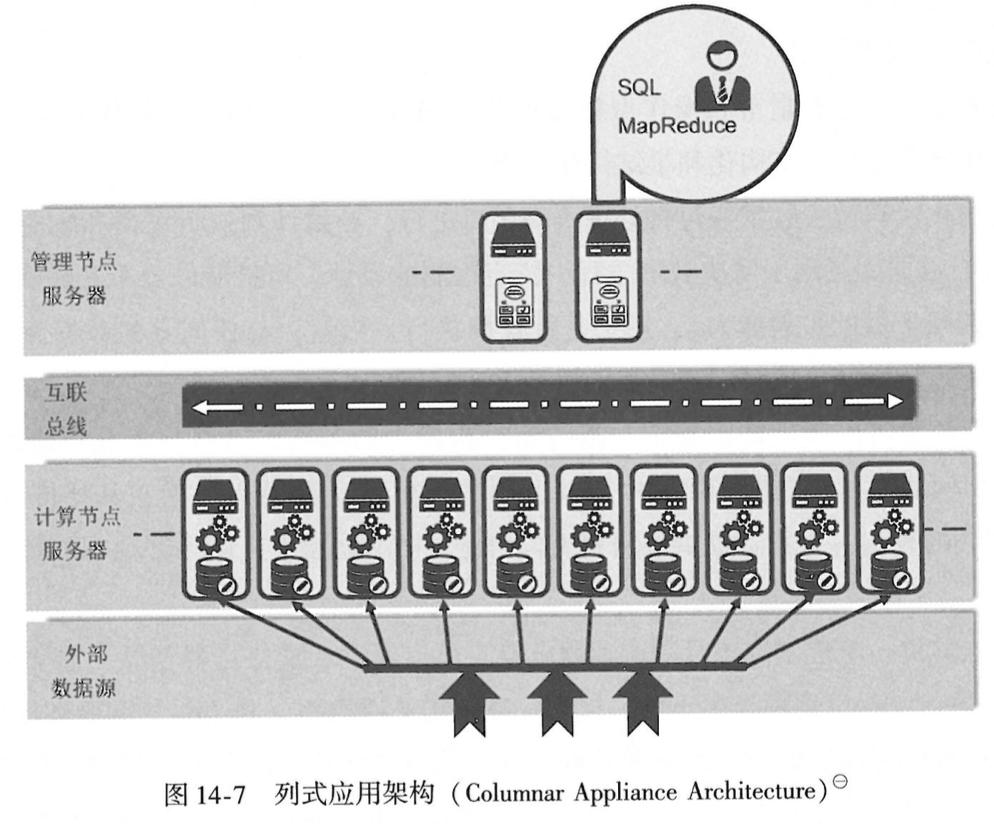 SQL
MapReduce
管理节点
服务器
互联
总线
计算节点
服务器
外部
数据源
图 14-7 列式应用架构（Columnar Appliance Architecture）⊖